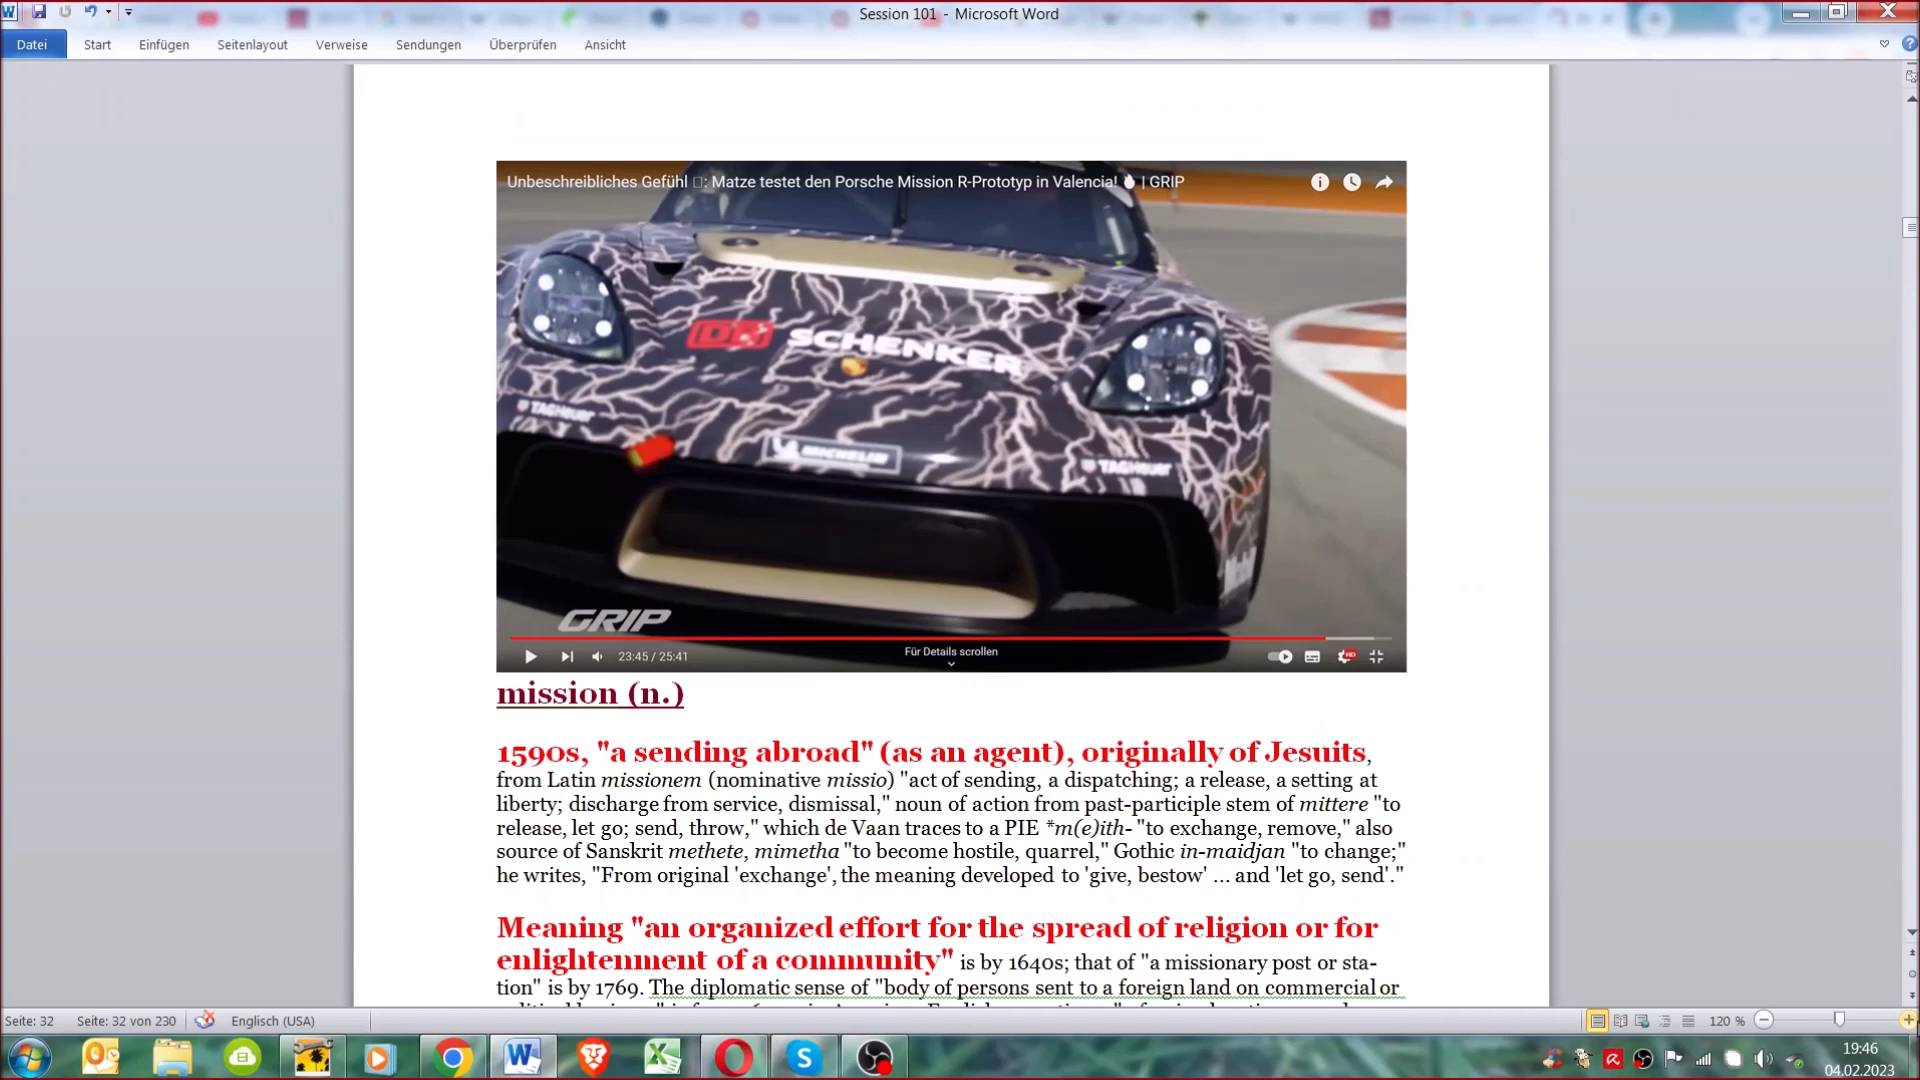 Session 101 - Microsoft Word
Datei Start Einfügen Seitenlayout Verweise Sendungen Überprüfen Ansicht
Unbeschreibliches Gefühl : Matze testet den Porsche Mission R-Prototyp in Valencia! | GRIP
DB SCHENKER
TAGHeuer
MICHELIN
TAGHeuer
Mobil
GRIP
23:45 / 25:41
Für Details scrollen
HD
mission (n.)
1590s, "a sending abroad" (as an agent), originally of Jesuits,
from Latin missionem (nominative missio) "act of sending, a dispatching; a release, a setting at
liberty; discharge from service, dismissal," noun of action from past-participle stem of mittere "to
release, let go; send, throw," which de Vaan traces to a PIE *m(e)ith- "to exchange, remove," also
source of Sanskrit methete, mimetha "to become hostile, quarrel," Gothic in-maidjan "to change;"
he writes, "From original 'exchange', the meaning developed to 'give, bestow' ... and 'let go, send'."
Meaning "an organized effort for the spread of religion or for
enlightenment of a community" is by 1640s; that of "a missionary post or sta-
tion" is by 1769. The diplomatic sense of "body of persons sent to a foreign land on commercial or
Seite: 32 Seite: 32 von 230 Englisch (USA) 120 %
19:46
04.02.2023